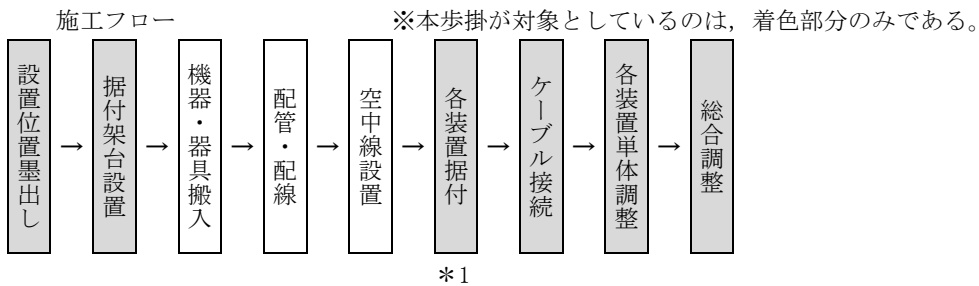 施工フロー
※本歩掛が対象としているのは，着色部分のみである。
設置位置墨出し
→
据付架台設置
→
機器・器具搬入
→
配管・配線
→
空中線設置
→
各装置据付
→
ケーブル接続
→
各装置単体調整
→
総合調整
＊1